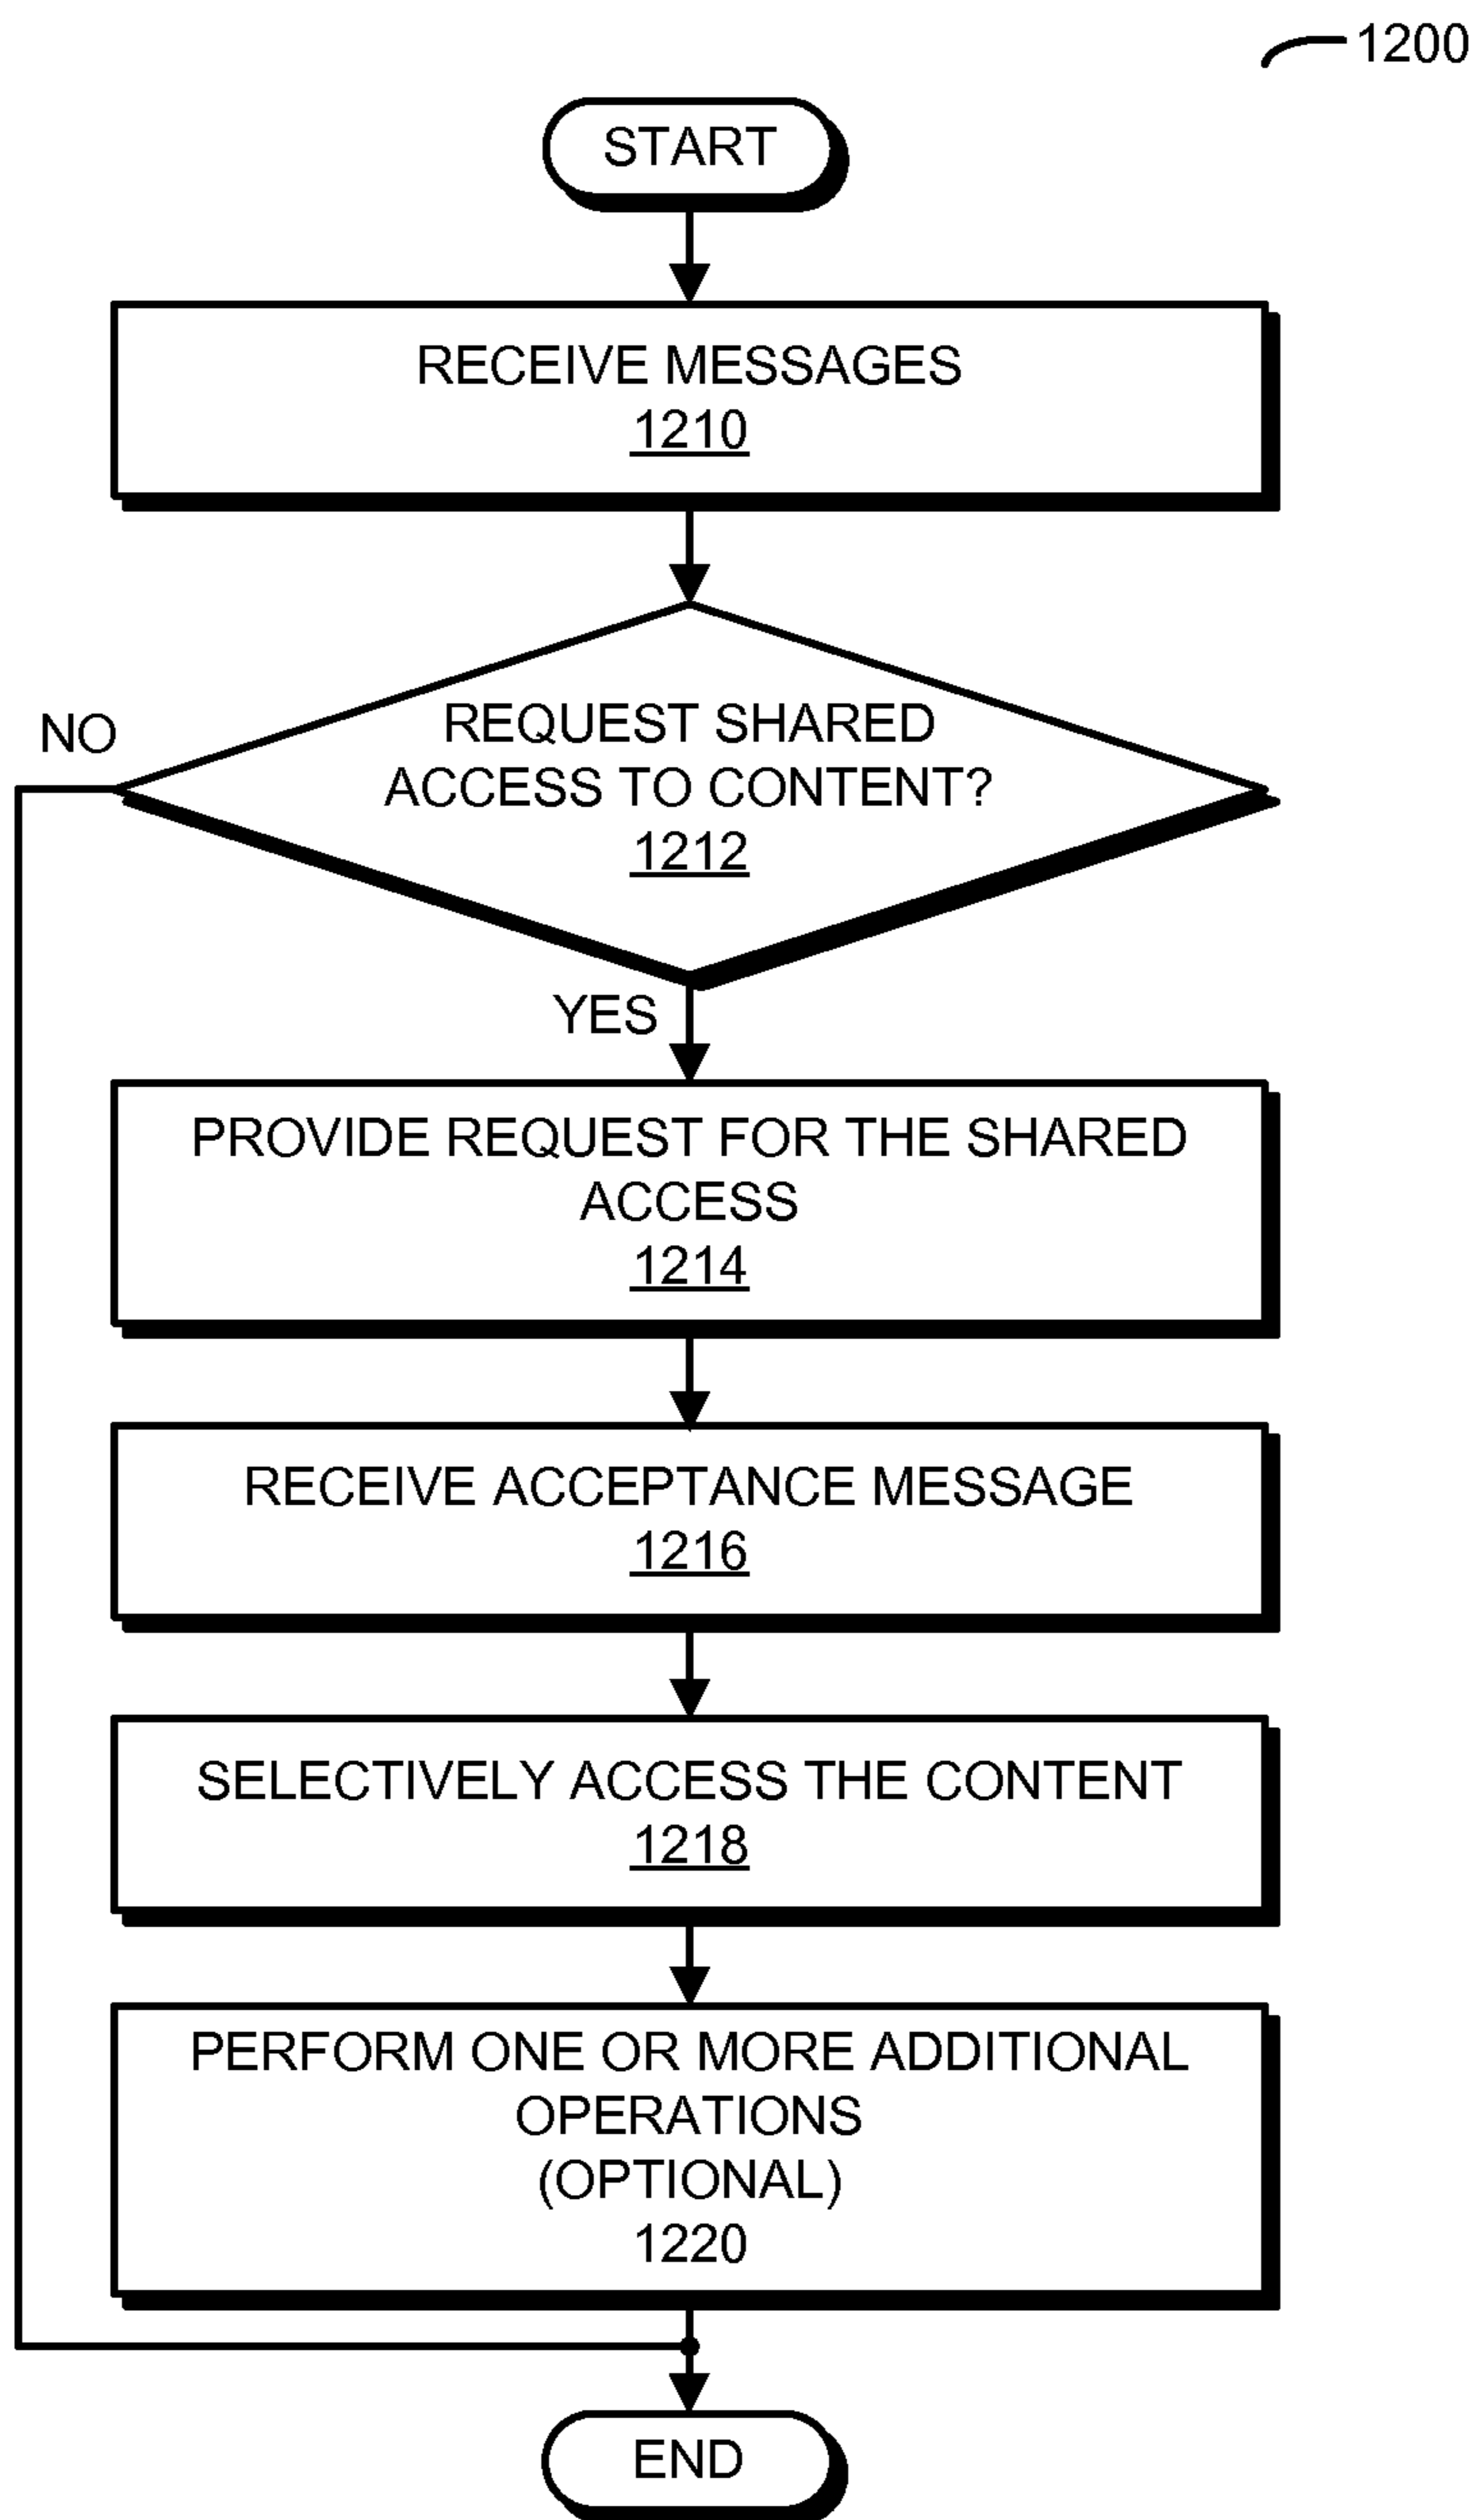 1200
START
RECEIVE MESSAGES
1210
REQUEST SHARED
ACCESS TO CONTENT?
1212
NO
YES
PROVIDE REQUEST FOR THE SHARED
ACCESS
1214
RECEIVE ACCEPTANCE MESSAGE
1216
SELECTIVELY ACCESS THE CONTENT
1218
PERFORM ONE OR MORE ADDITIONAL
OPERATIONS
(OPTIONAL)
1220
END